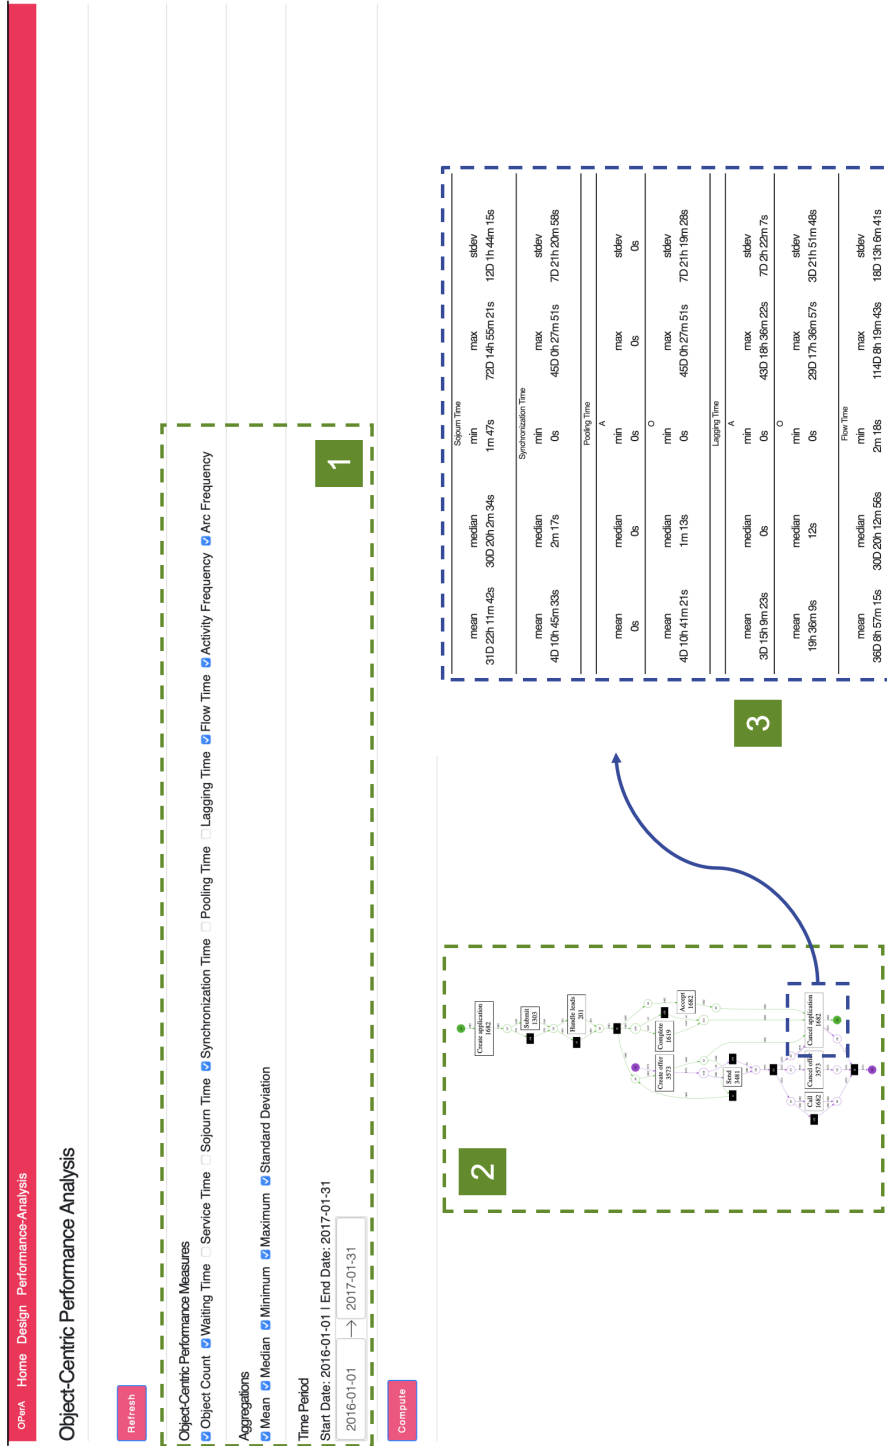 OPerA Home Design Performance-Analysis
Object-Centric Performance Analysis
Refresh
Object-Centric Performance Measures
Object Count Waiting Time Service Time Sojourn Time Synchronization Time Pooling Time Lagging Time Flow Time Activity Frequency Arc Frequency
Aggregations
Mean Median Minimum Maximum Standard Deviation
Time Period
Start Date: 2016-01-01 | End Date: 2017-01-31
2016-01-01 → 2017-01-31
1
Compute
2
Create application
1682
Submit
1303
Handle leads
201
Create offer
3573
Complete
1619
Accept
1682
Send
3481
Call
1682
Cancel offer
3573
Cancel application
1682
3
Sojourn Time
mean median min max stdev
31D 22h 11m 42s 30D 20h 2m 34s 1m 47s 72D 14h 55m 21s 12D 1h 44m 15s
Synchronization Time
mean median min max stdev
4D 10h 45m 33s 2m 17s 0s 45D 0h 27m 51s 7D 21h 20m 58s
Pooling Time
A
mean median min max stdev
0s 0s 0s 0s 0s
O
mean median min max stdev
4D 10h 41m 21s 1m 13s 0s 45D 0h 27m 51s 7D 21h 19m 28s
Lagging Time
A
mean median min max stdev
3D 15h 9m 23s 0s 0s 43D 18h 36m 22s 7D 2h 22m 7s
O
mean median min max stdev
19h 36m 9s 12s 0s 29D 17h 36m 57s 3D 21h 51m 48s
Flow Time
mean median min max stdev
36D 8h 57m 15s 30D 20h 12m 56s 2m 18s 114D 8h 19m 43s 18D 13h 6m 41s